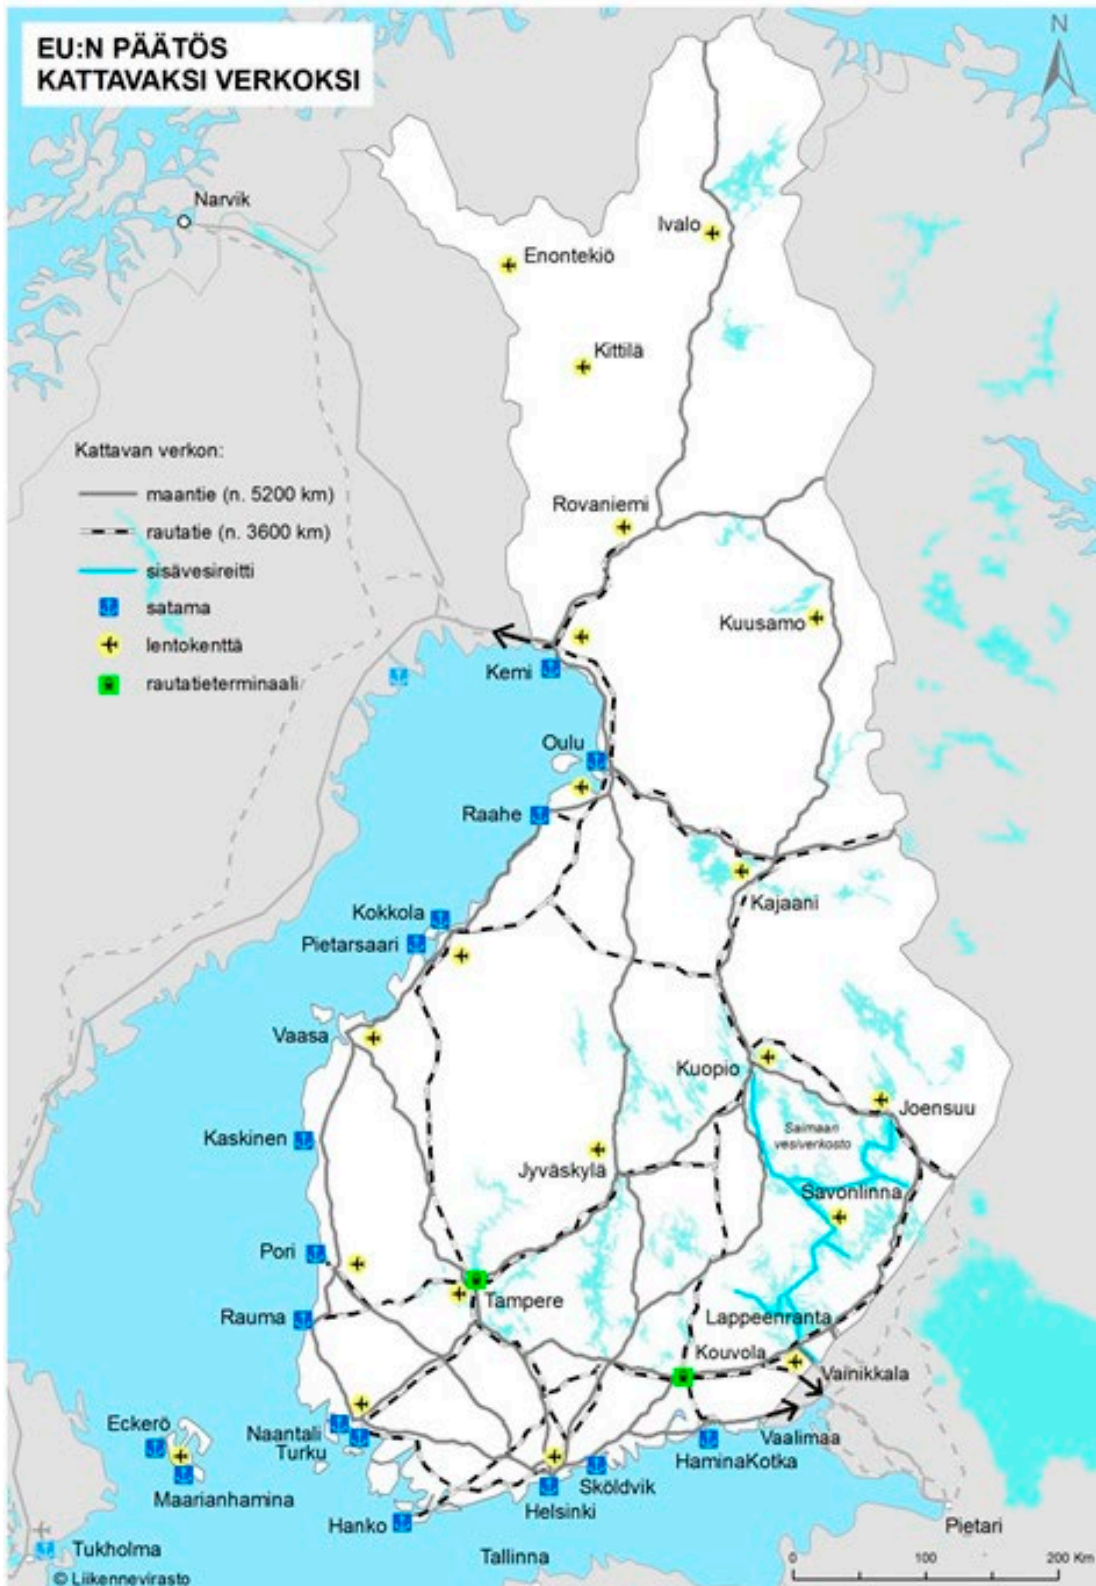 EU:N PÄÄTÖS
KATTAVAKSI VERKOKSI
N
Narvik
Ivalo
Enontekiö
Kittilä
Kattavan verkon:
maantie (n. 5200 km)
rautatie (n. 3600 km)
sisävesireitti
satama
lentokenttä
rautatieterminaali
Rovaniemi
Kuusamo
Kemi
Oulu
Raahe
Kajaani
Kokkola
Pietarsaari
Vaasa
Kuopio
Joensuu
Saimaan
vesiverkosto
Kaskinen
Jyväskylä
Savonlinna
Pori
Tampere
Rauma
Lappeenranta
Kouvola
Vainikkala
Eckerö
Naantali
Turku
Vaalimaa
HaminaKotka
Maarianhamina
Sköldvik
Helsinki
Hanko
Pietari
Tukholma
Tallinna
0 100 200 Km
© Liikennevirasto